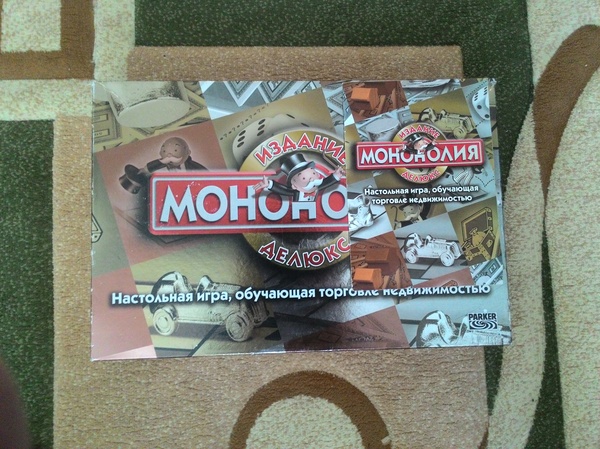 ИЗДАНИЕ
МОНОПО
ДЕЛЮКС
Настольная игра, обучающая торговле недвижимостью
ИЗДАНИЕ
МОНОПОЛИЯ
ДЕЛЮКС
Настольная игра, обучающая
торговле недвижимостью
PARKER